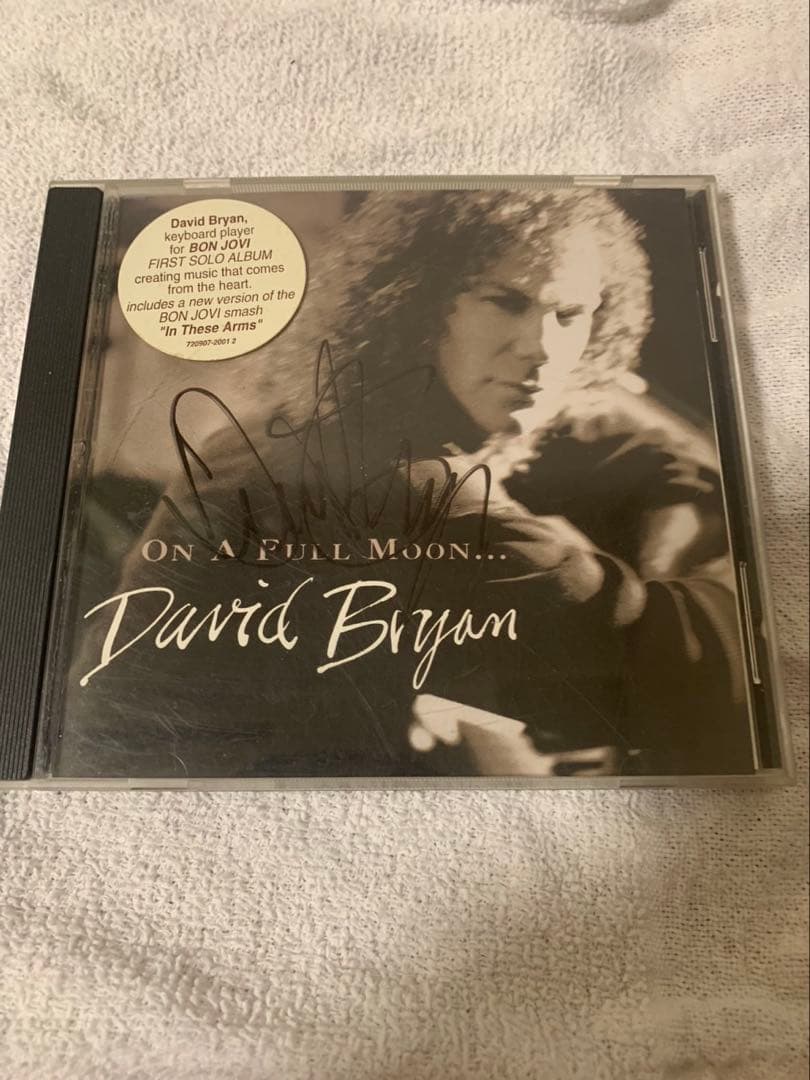 David Bryan,
keyboard player
for BON JOVI
FIRST SOLO ALBUM
creating music that comes
from the heart.
includes a new version of the
BON JOVI smash
"In These Arms"
720907-2001 2
ON A FULL MOON...
David Bryan